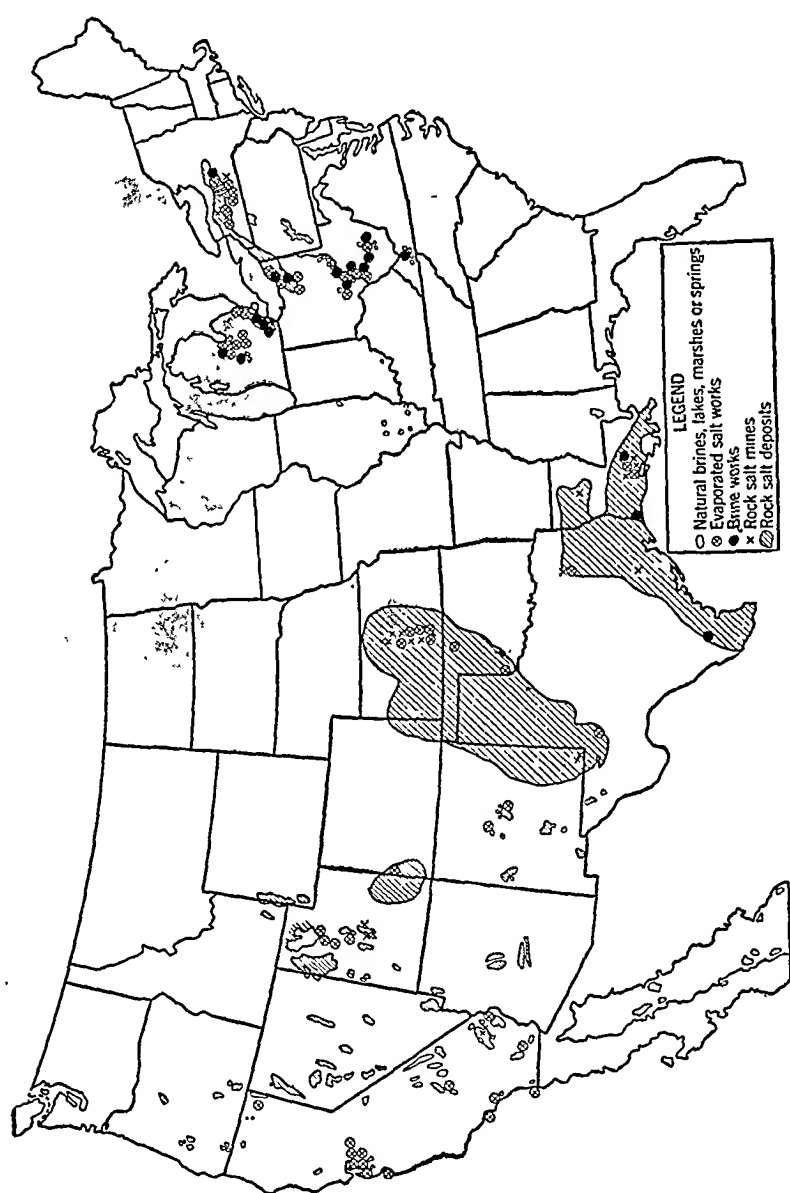 LEGEND
Natural brines, lakes, marshes or springs
Evaporated salt works
Brine works
Rock salt mines
Rock salt deposits